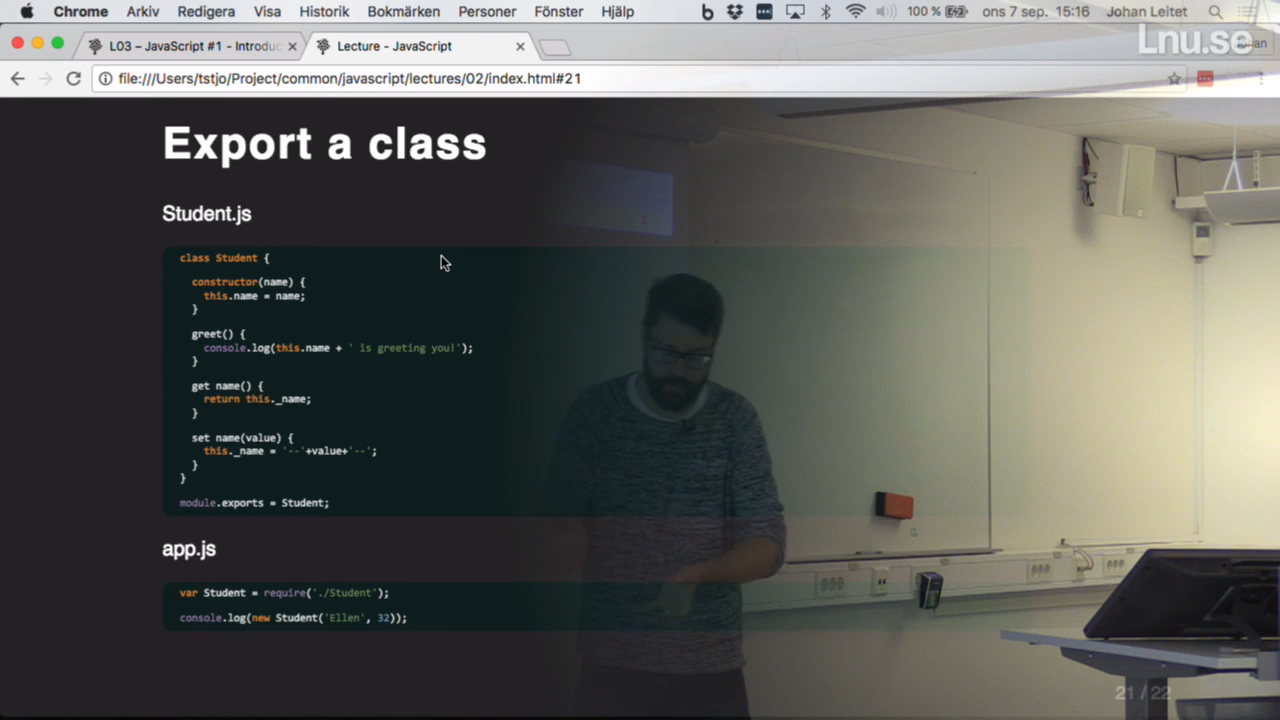 Chrome Arkiv Redigera Visa Historik Bokmärken Personer Fönster Hjälp 100 % ons 7 sep. 15:16 Johan Leitet
L03 – JavaScript #1 - Introduc
Lecture - JavaScript
Lnu.se
file:///Users/tstjo/Project/common/javascript/lectures/02/index.html#21
Export a class
Student.js
class Student {
constructor(name) {
this.name = name;
}
greet() {
console.log(this.name + ' is greeting you!');
}
get name() {
return this._name;
}
set name(value) {
this._name = '--'+value+'--';
}
}
module.exports = Student;
app.js
var Student = require('./Student');
console.log(new Student('Ellen', 32));
21 / 22